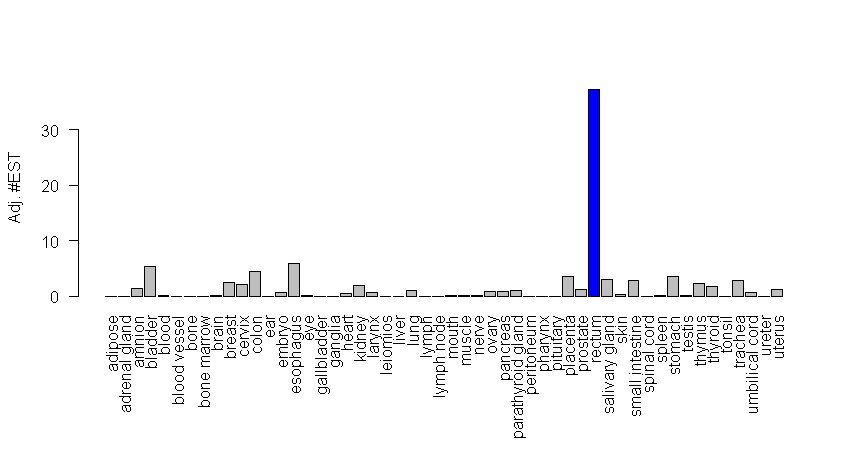 Adj. #EST
30
20
10
0
adipose
adrenal gland
amnion
bladder
blood
blood vessel
bone
bone marrow
brain
breast
cervix
colon
ear
embryo
esophagus
eye
gallbladder
ganglia
heart
kidney
larynx
leiomios
liver
lung
lymph
lymph node
mouth
muscle
nerve
ovary
pancreas
parathyroid gland
peritoneum
pharynx
pituitary
placenta
prostate
rectum
salivary gland
skin
small intestine
spinal cord
spleen
stomach
testis
thymus
thyroid
tonsil
trachea
umbilical cord
ureter
uterus